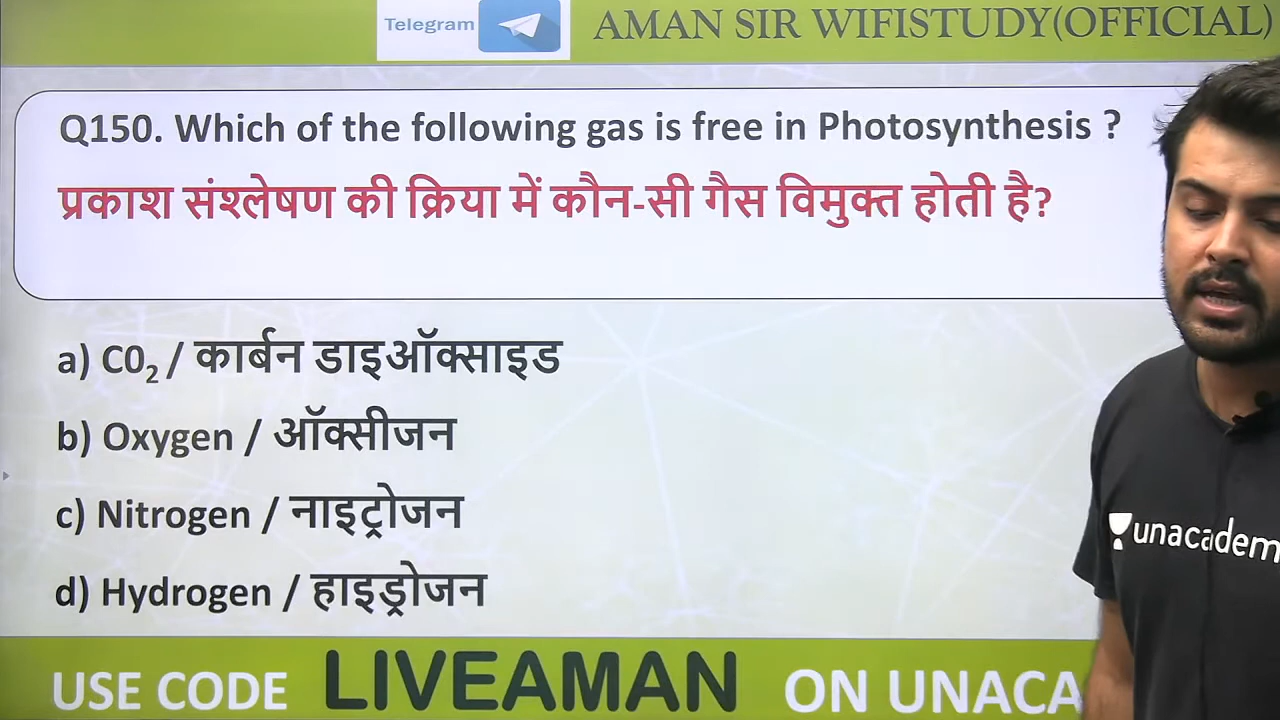 Telegram
AMAN SIR WIFISTUDY(OFFICIAL)
Q150. Which of the following gas is free in Photosynthesis ?
प्रकाश संश्लेषण की क्रिया में कौन-सी गैस विमुक्त होती है?
a) C0₂ / कार्बन डाइऑक्साइड
b) Oxygen / ऑक्सीजन
c) Nitrogen / नाइट्रोजन
d) Hydrogen / हाइड्रोजन
unacadem
USE CODE LIVEAMAN ON UNACA